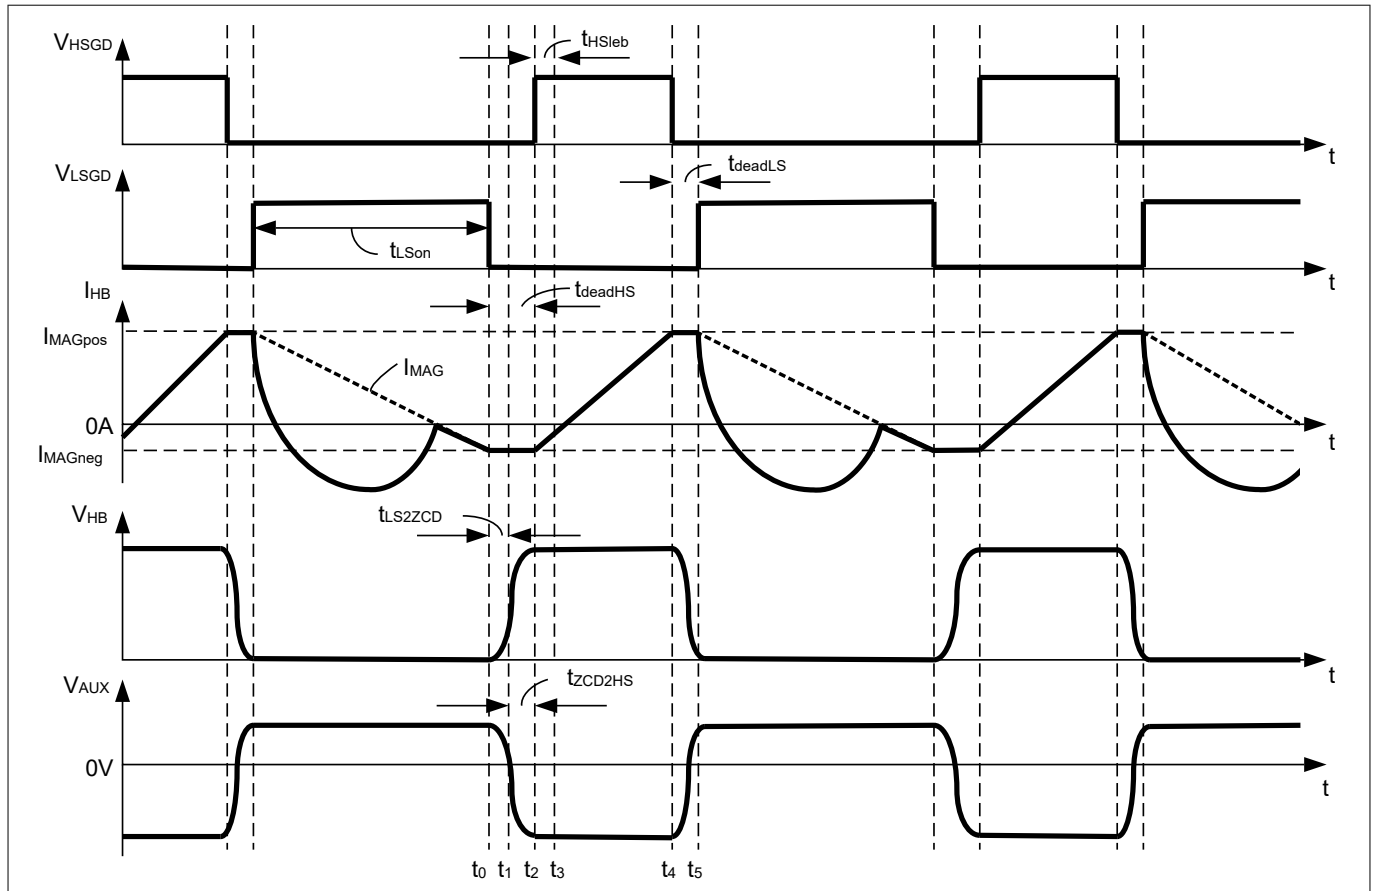 tHSleb
VHSGD
t
VLSGD
tdeadLS
tLSon
t
IHB
tdeadHS
IMAGpos
IMAG
0A
t
IMAGneg
VHB
tLS2ZCD
t
VAUX
tZCD2HS
0V
t
t0 t1 t2 t3 t4 t5